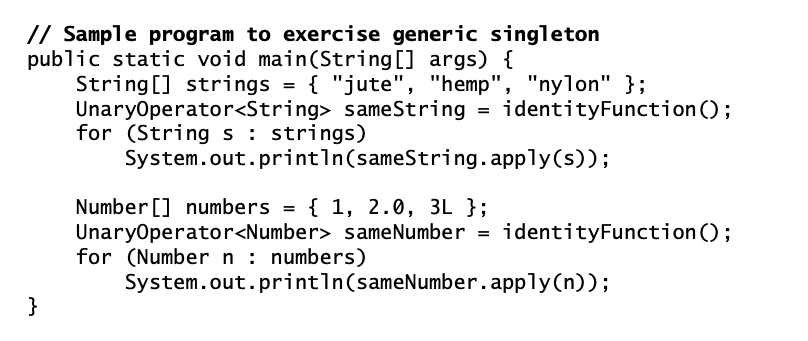 // Sample program to exercise generic singleton
public static void main(String[] args) {
    String[] strings = { "jute", "hemp", "nylon" };
    UnaryOperator<String> sameString = identityFunction();
    for (String s : strings)
        System.out.println(sameString.apply(s));

    Number[] numbers = { 1, 2.0, 3L };
    UnaryOperator<Number> sameNumber = identityFunction();
    for (Number n : numbers)
        System.out.println(sameNumber.apply(n));
}